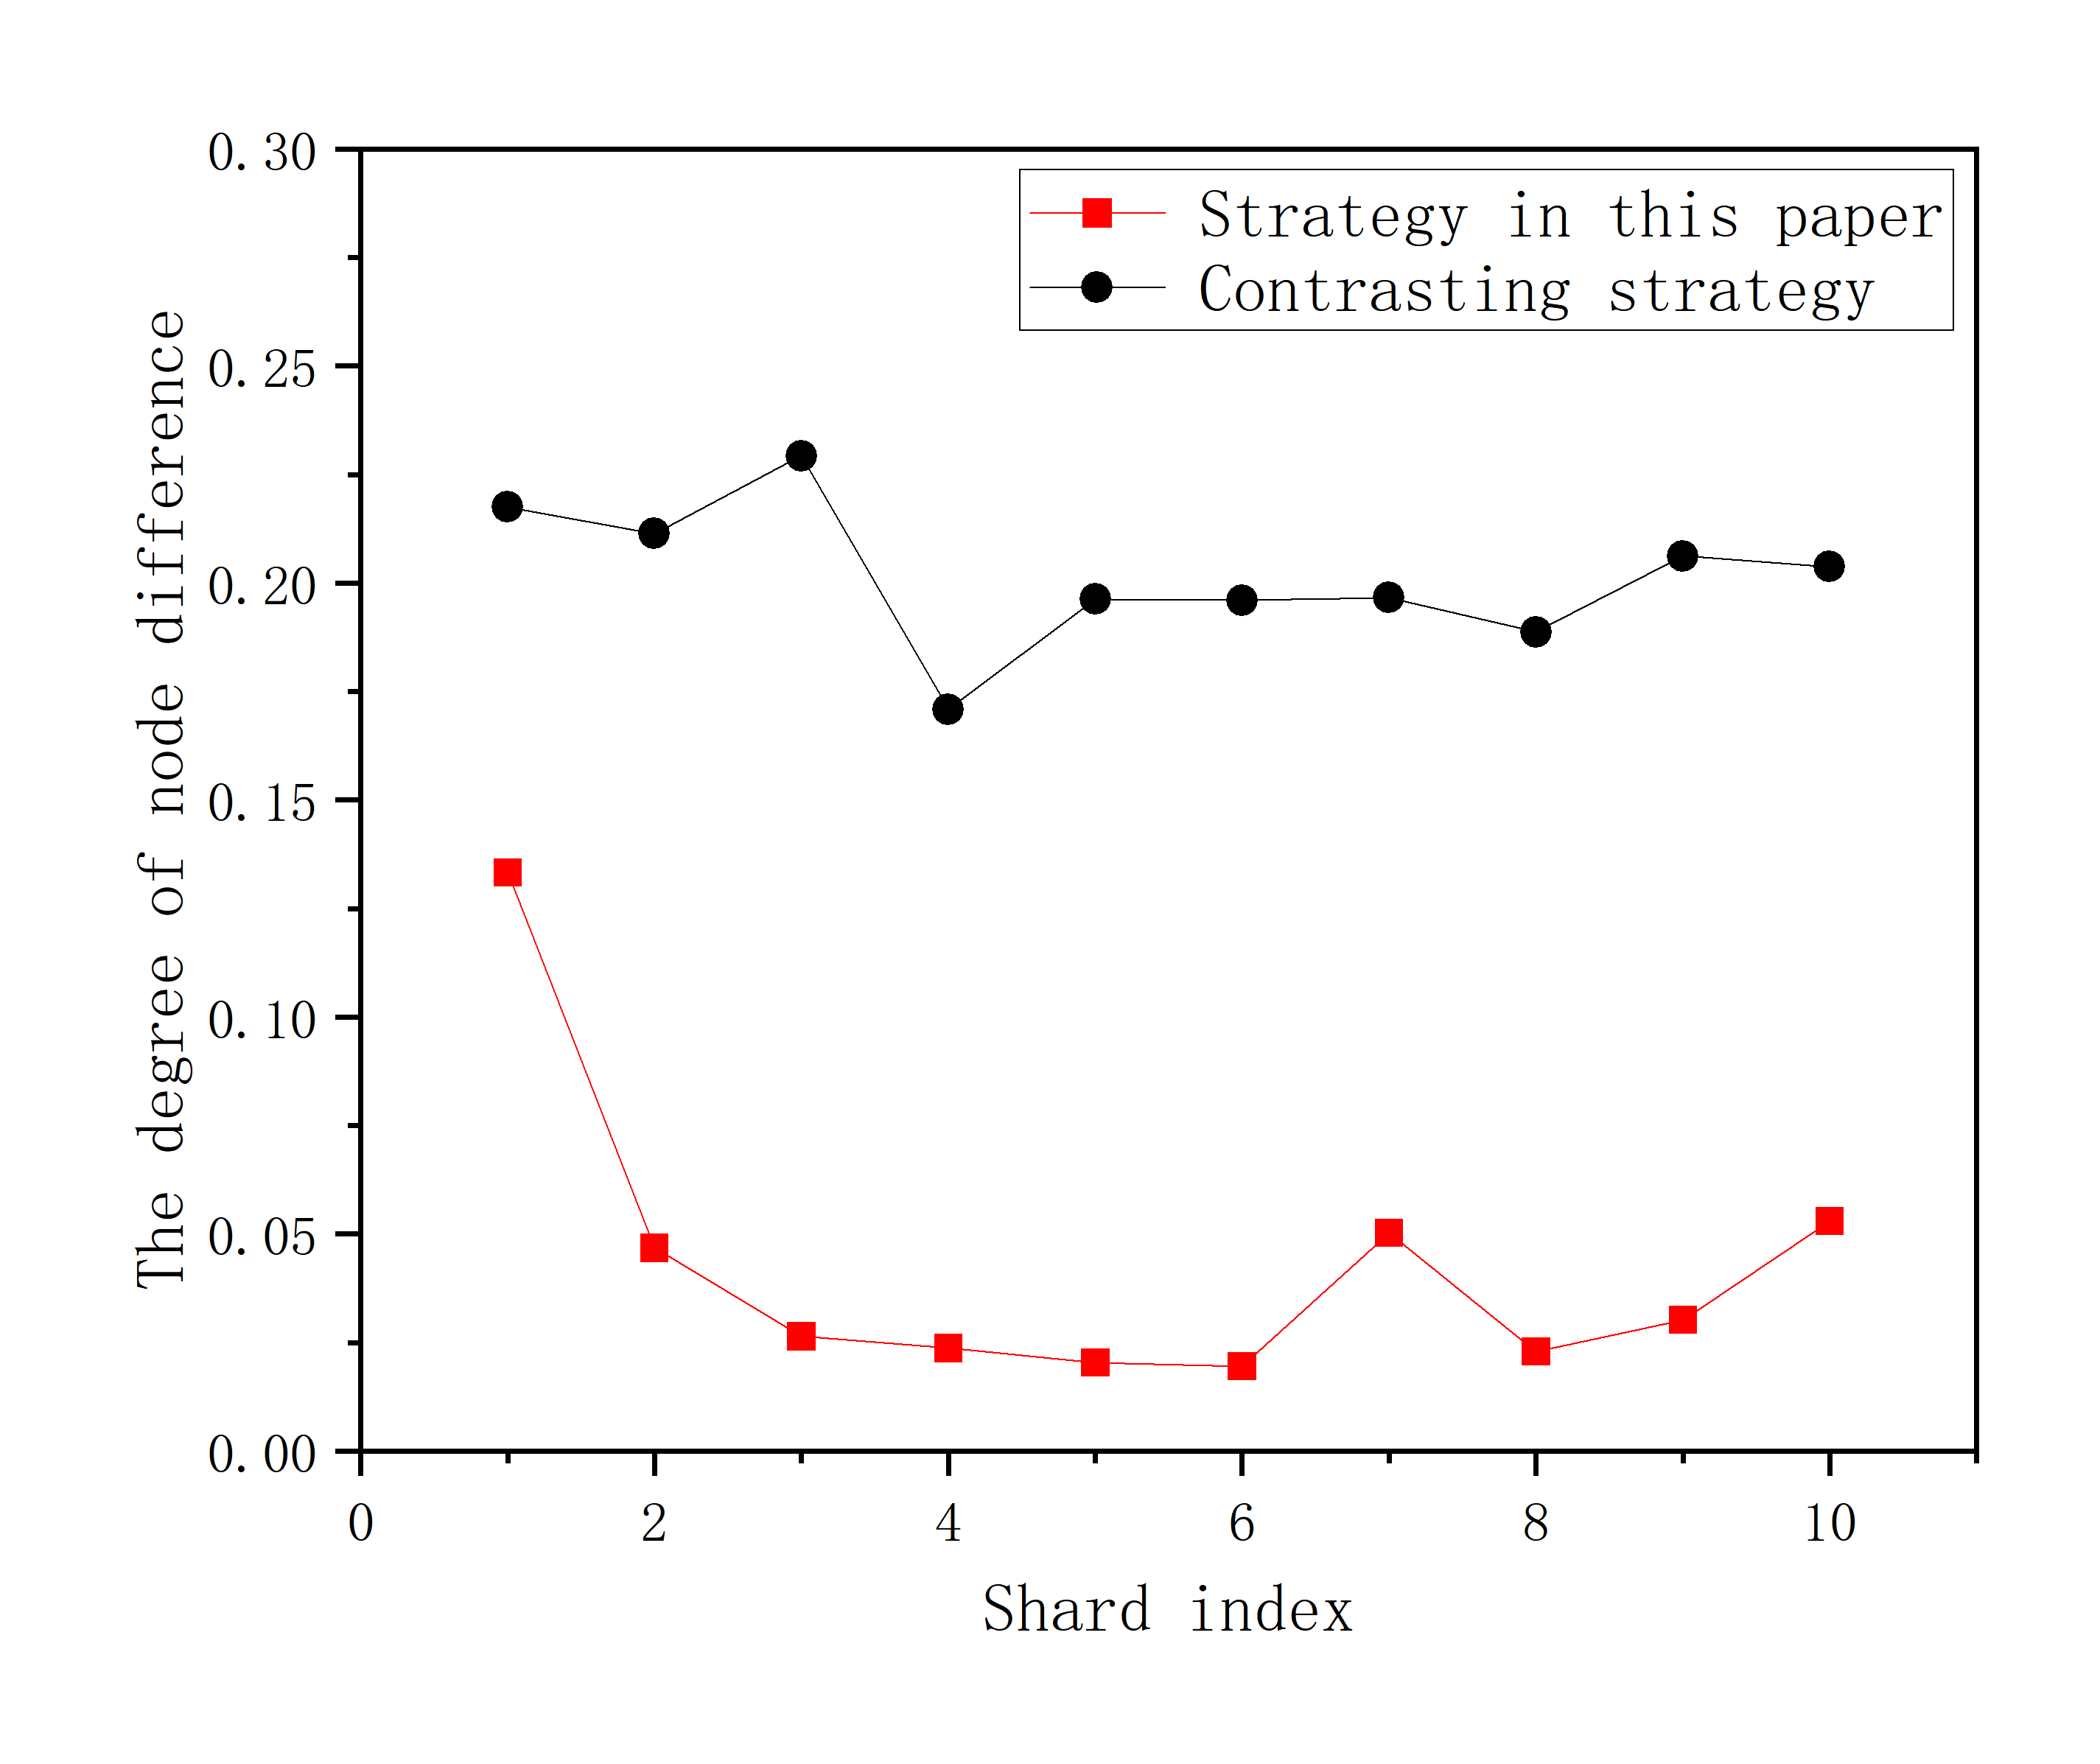 0.30
0.25
0.20
0.15
0.10
0.05
0.00
The degree of node difference
Strategy in this paper
Contrasting strategy
0 2 4 6 8 10
Shard index